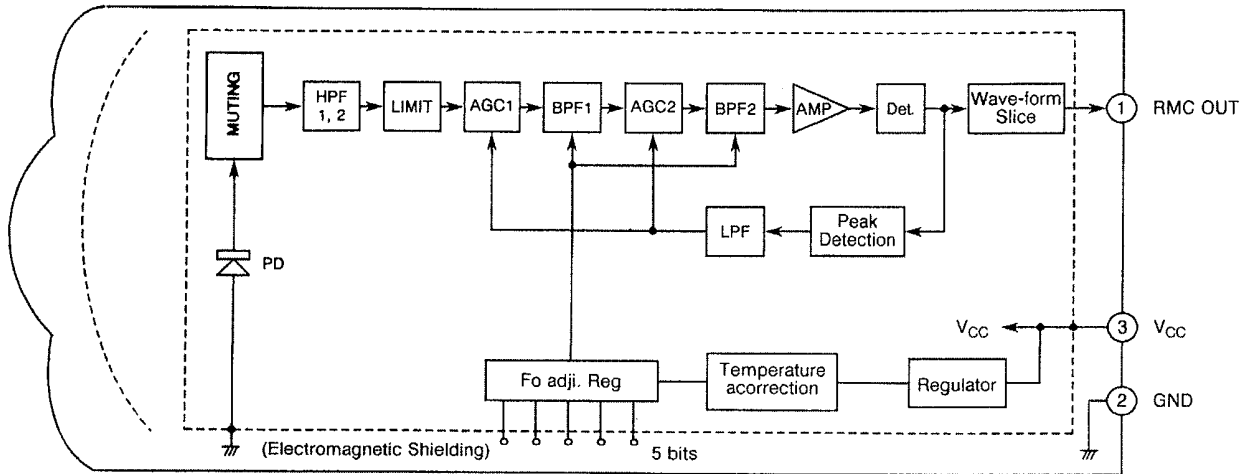 MUTING
HPF
1, 2
LIMIT
AGC1
BPF1
AGC2
BPF2
AMP
Det.
Wave-form
Slice
1
RMC OUT
LPF
Peak
Detection
PD
VCC
3
VCC
Fo adji. Reg
Temperature
acorrection
Regulator
2
GND
(Electromagnetic Shielding)
5 bits